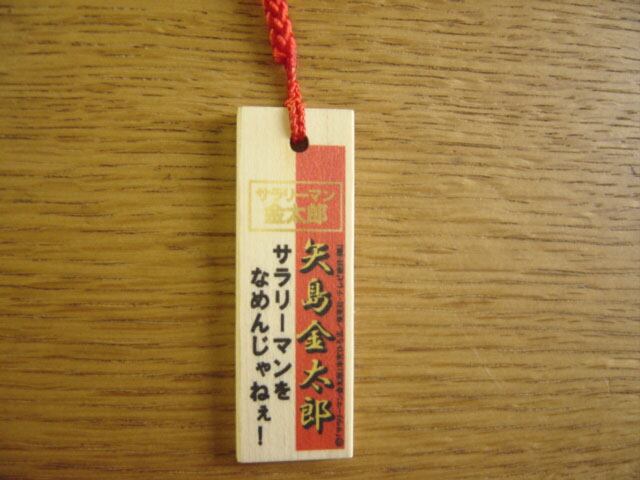 サラリーマン
金太郎
矢島金太郎
サラリーマンを
なめんじゃねぇ！